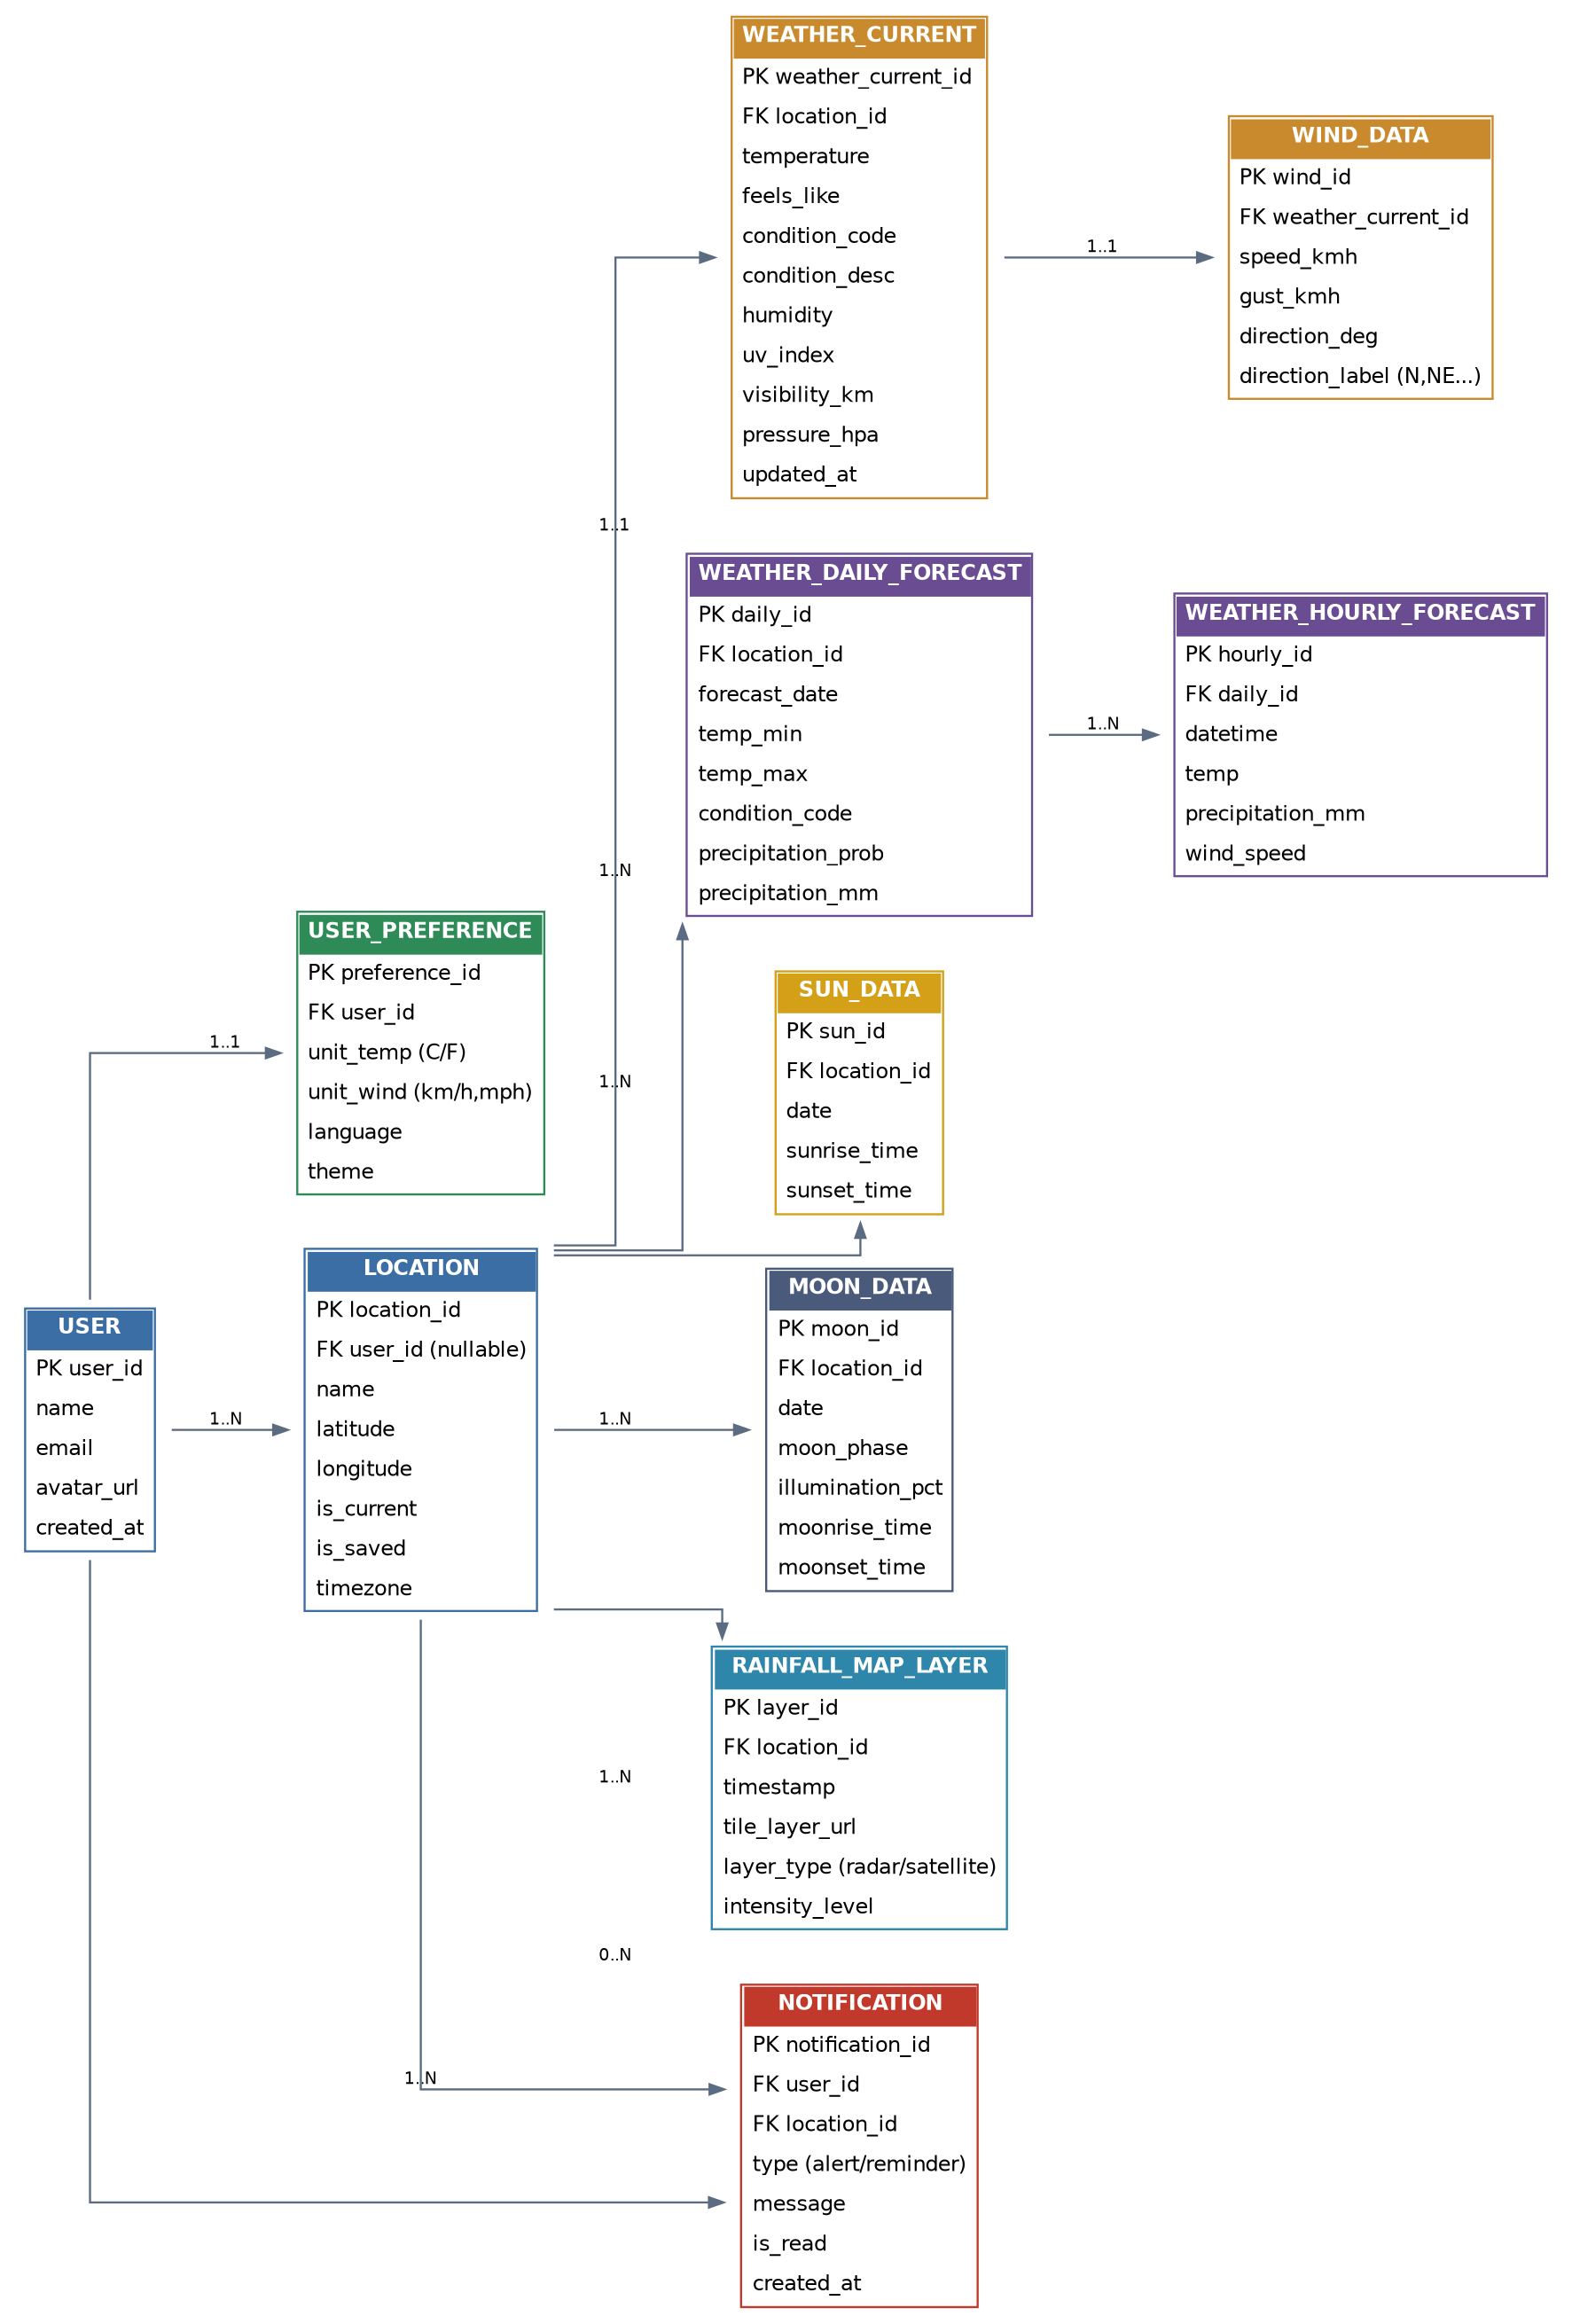 WEATHER_CURRENT
PK weather_current_id
FK location_id
temperature
feels_like
condition_code
condition_desc
humidity
uv_index
visibility_km
pressure_hpa
updated_at
1..1
WIND_DATA
PK wind_id
FK weather_current_id
speed_kmh
gust_kmh
direction_deg
direction_label (N,NE...)
1..1
WEATHER_DAILY_FORECAST
PK daily_id
FK location_id
forecast_date
temp_min
temp_max
condition_code
precipitation_prob
precipitation_mm
1..N
WEATHER_HOURLY_FORECAST
PK hourly_id
FK daily_id
datetime
temp
precipitation_mm
wind_speed
1..N
USER_PREFERENCE
PK preference_id
FK user_id
unit_temp (C/F)
unit_wind (km/h,mph)
language
theme
1..1
1..N
SUN_DATA
PK sun_id
FK location_id
date
sunrise_time
sunset_time
USER
PK user_id
name
email
avatar_url
created_at
1..N
LOCATION
PK location_id
FK user_id (nullable)
name
latitude
longitude
is_current
is_saved
timezone
1..N
MOON_DATA
PK moon_id
FK location_id
date
moon_phase
illumination_pct
moonrise_time
moonset_time
1..N
RAINFALL_MAP_LAYER
PK layer_id
FK location_id
timestamp
tile_layer_url
layer_type (radar/satellite)
intensity_level
0..N
1..N
NOTIFICATION
PK notification_id
FK user_id
FK location_id
type (alert/reminder)
message
is_read
created_at